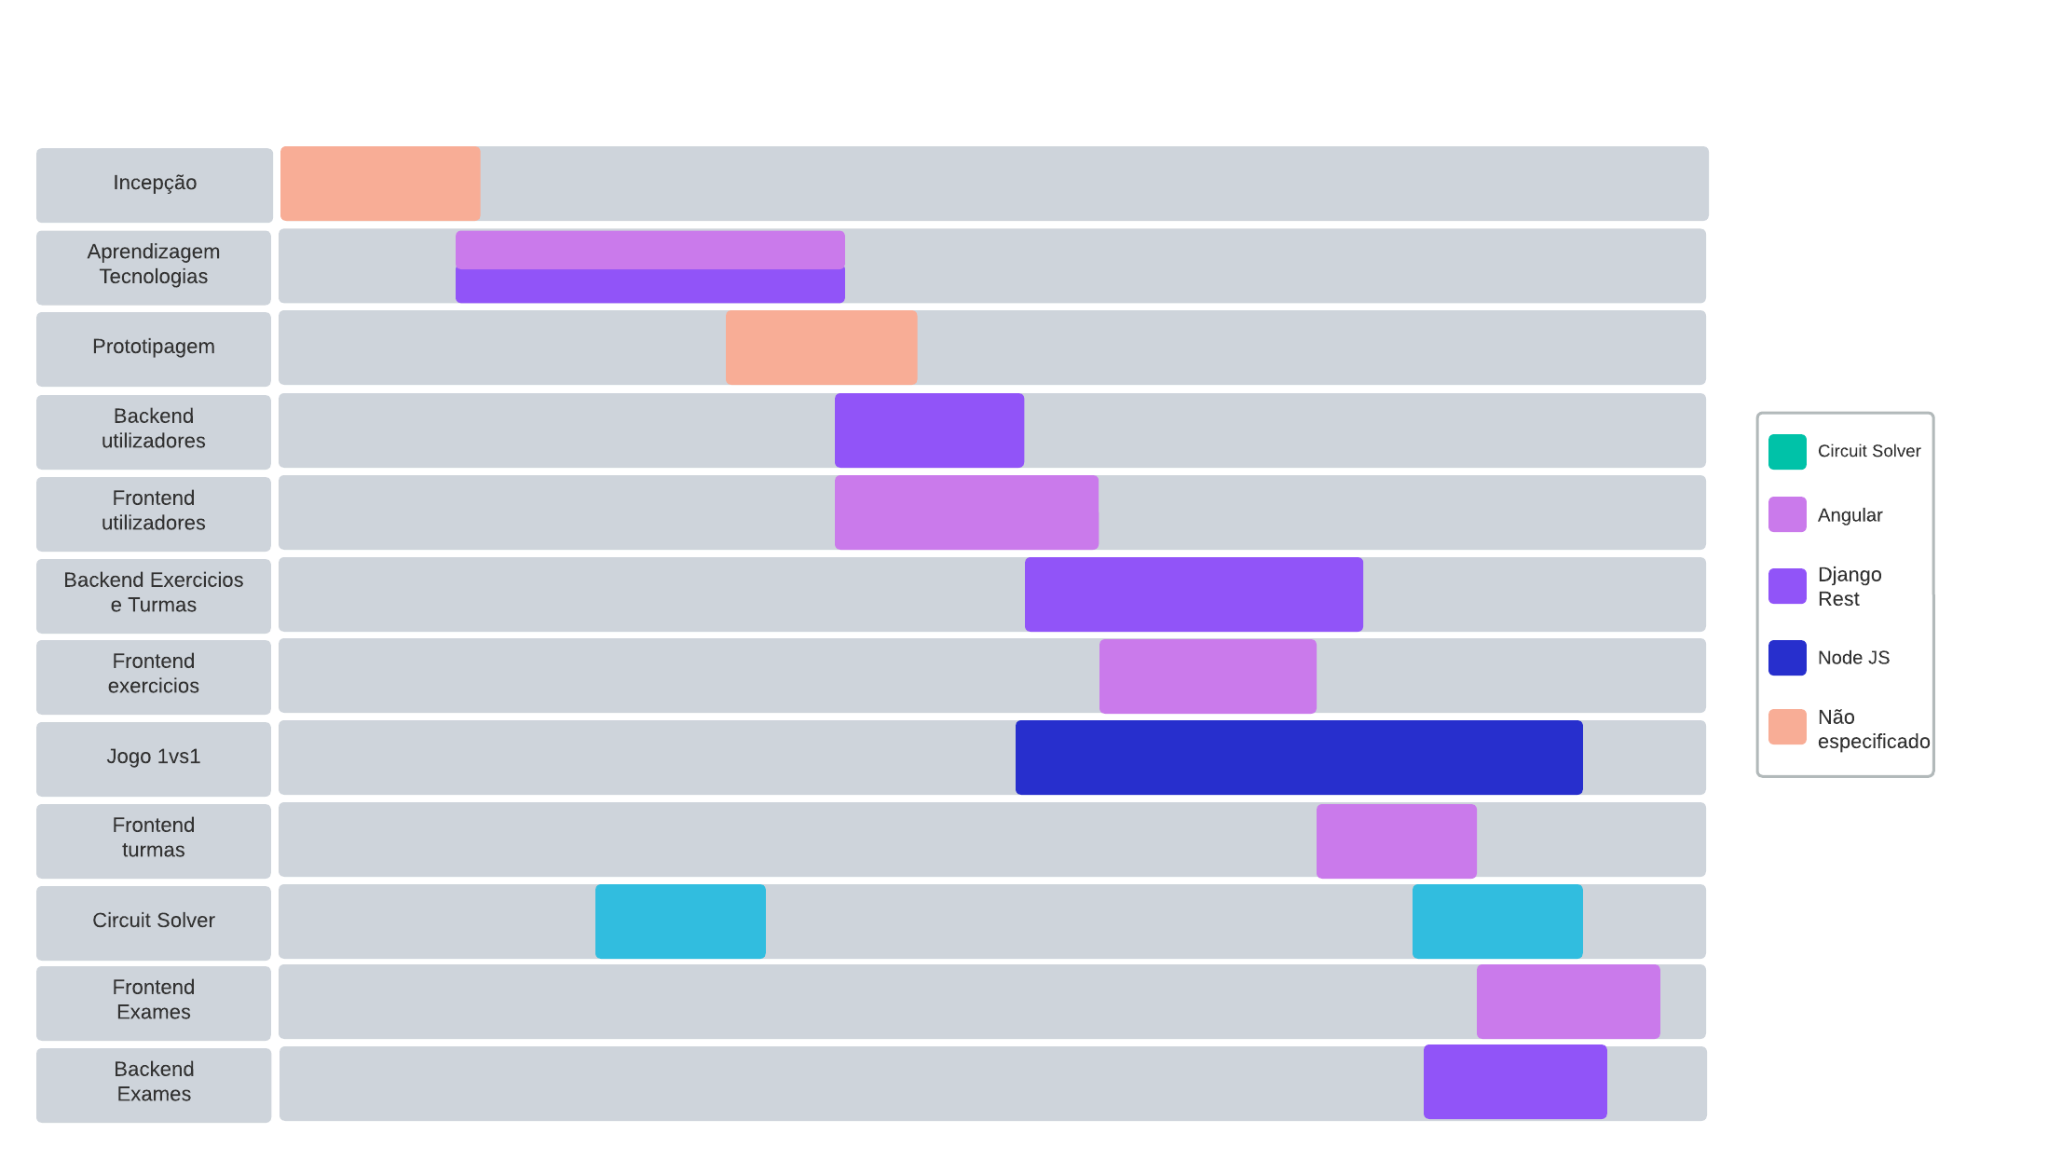 Incepção
Aprendizagem
Tecnologias
Prototipagem
Backend
utilizadores
Frontend
utilizadores
Backend Exercicios
e Turmas
Frontend
exercicios
Jogo 1vs1
Frontend
turmas
Circuit Solver
Frontend
Exames
Backend
Exames
Circuit Solver
Angular
Django
Rest
Node JS
Não
especificado